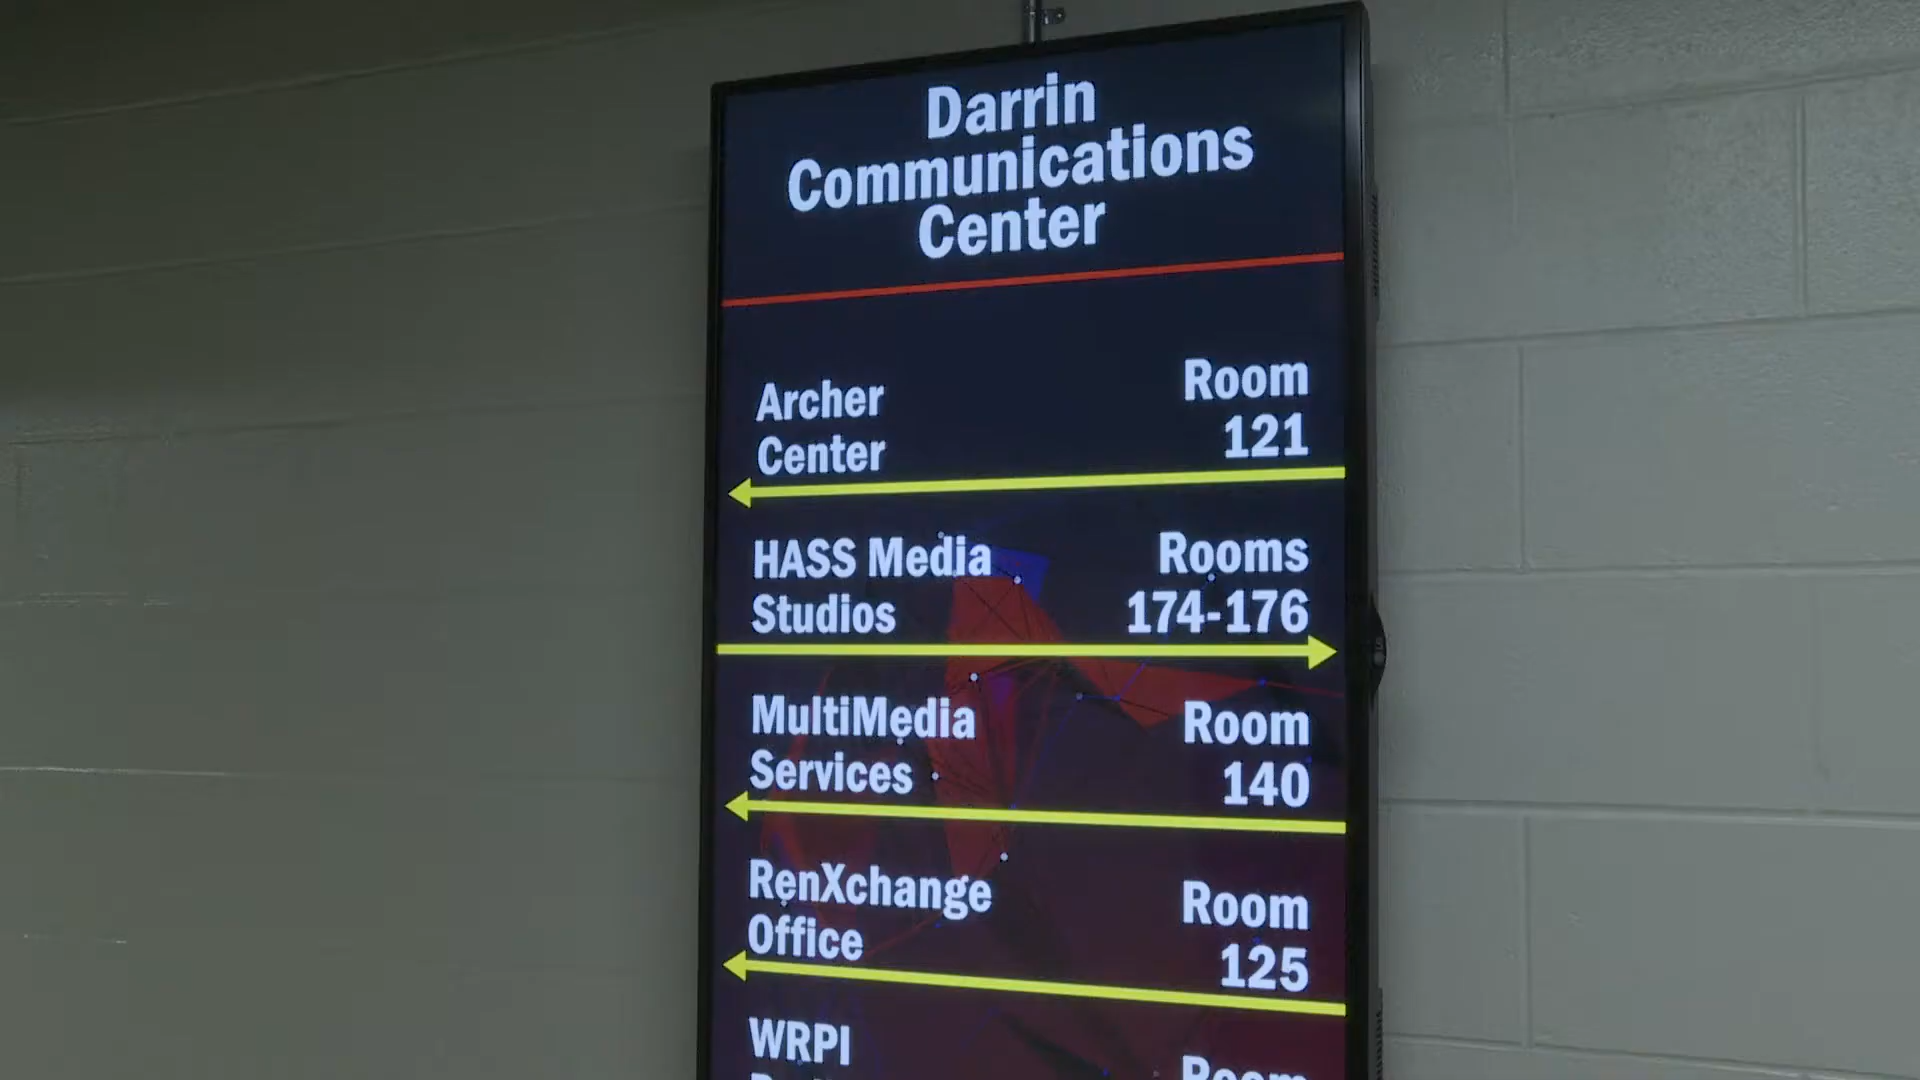 Darrin
Communications
Center
Archer
Center
Room
121
HASS Media
Studios
Rooms
174-176
MultiMedia
Services
Room
140
RenXchange
Office
Room
125
WRPI
Room